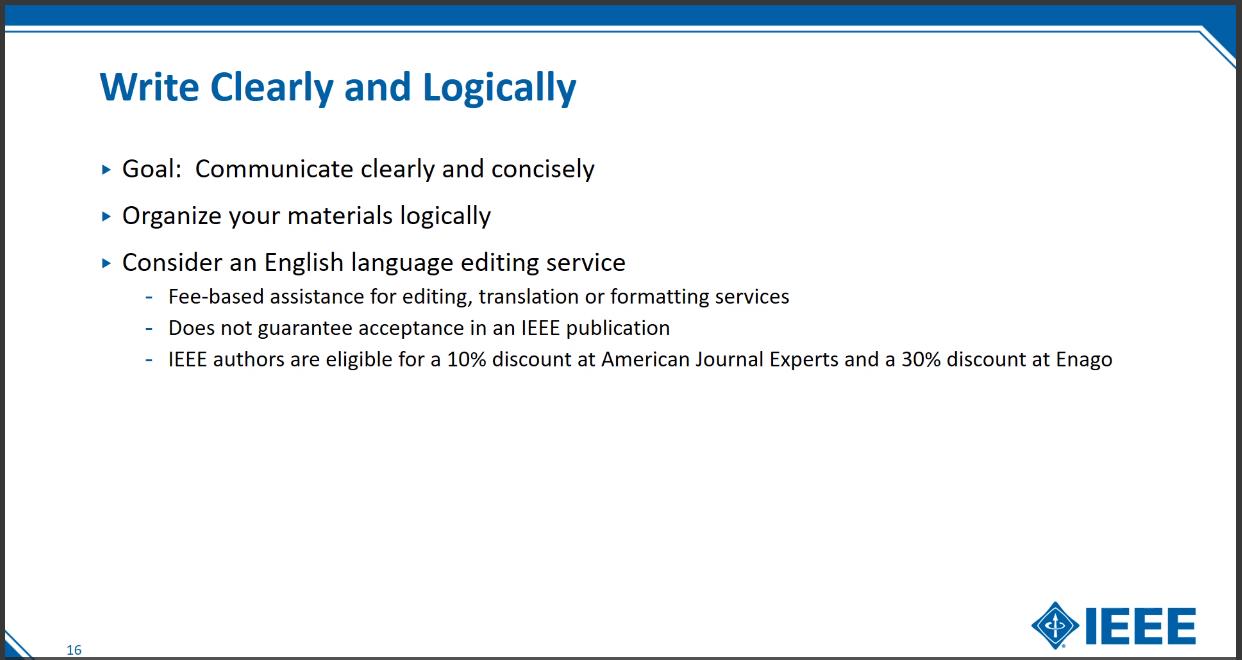 Write Clearly and Logically
Goal:  Communicate clearly and concisely
Organize your materials logically
Consider an English language editing service
- Fee-based assistance for editing, translation or formatting services
- Does not guarantee acceptance in an IEEE publication
- IEEE authors are eligible for a 10% discount at American Journal Experts and a 30% discount at Enago
IEEE
16